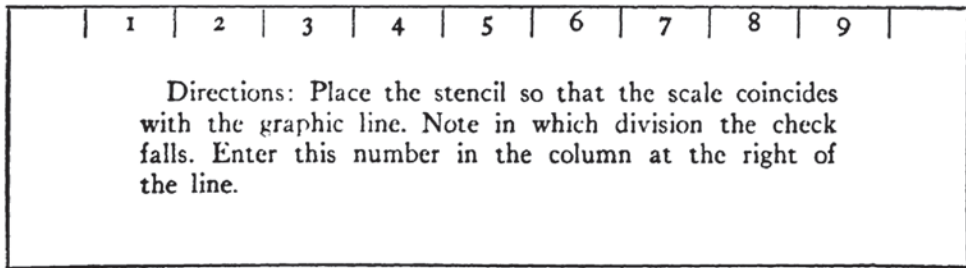 1 2 3 4 5 6 7 8 9
Directions: Place the stencil so that the scale coincides
with the graphic line. Note in which division the check
falls. Enter this number in the column at the right of
the line.